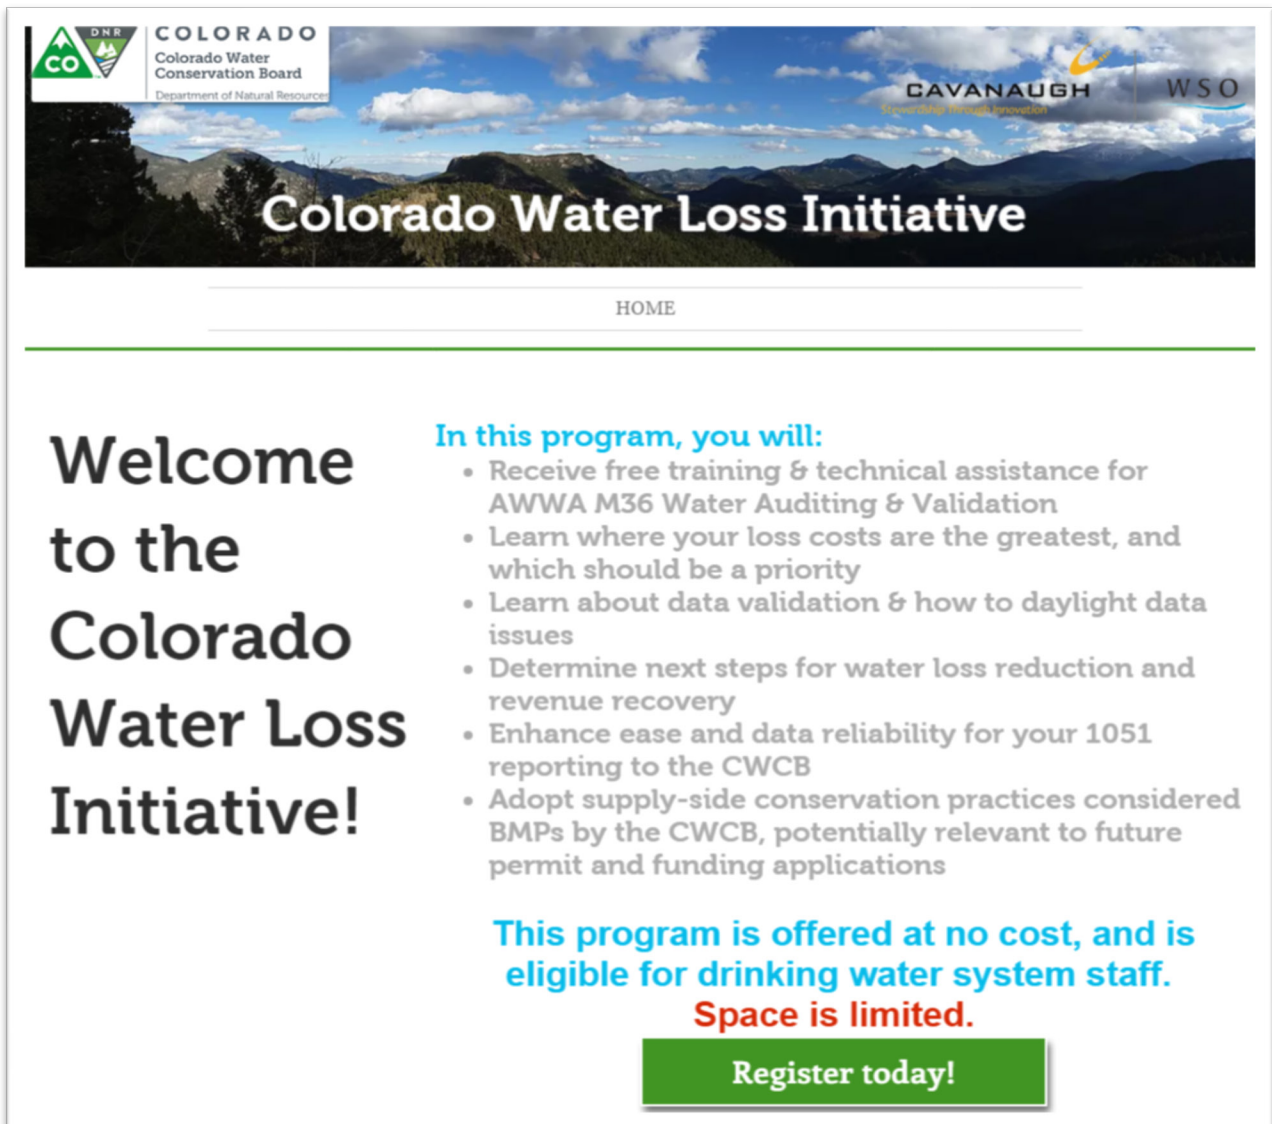 DNR
CO
COLORADO
Colorado Water
Conservation Board
Department of Natural Resources
CAVANAUGH
Stewardship Through Innovation
WSO
Colorado Water Loss Initiative
HOME
Welcome
to the
Colorado
Water Loss
Initiative!
In this program, you will:
• Receive free training & technical assistance for
AWWA M36 Water Auditing & Validation
• Learn where your loss costs are the greatest, and
which should be a priority
• Learn about data validation & how to daylight data
issues
• Determine next steps for water loss reduction and
revenue recovery
• Enhance ease and data reliability for your 1051
reporting to the CWCB
• Adopt supply-side conservation practices considered
BMPs by the CWCB, potentially relevant to future
permit and funding applications
This program is offered at no cost, and is
eligible for drinking water system staff.
Space is limited.
Register today!